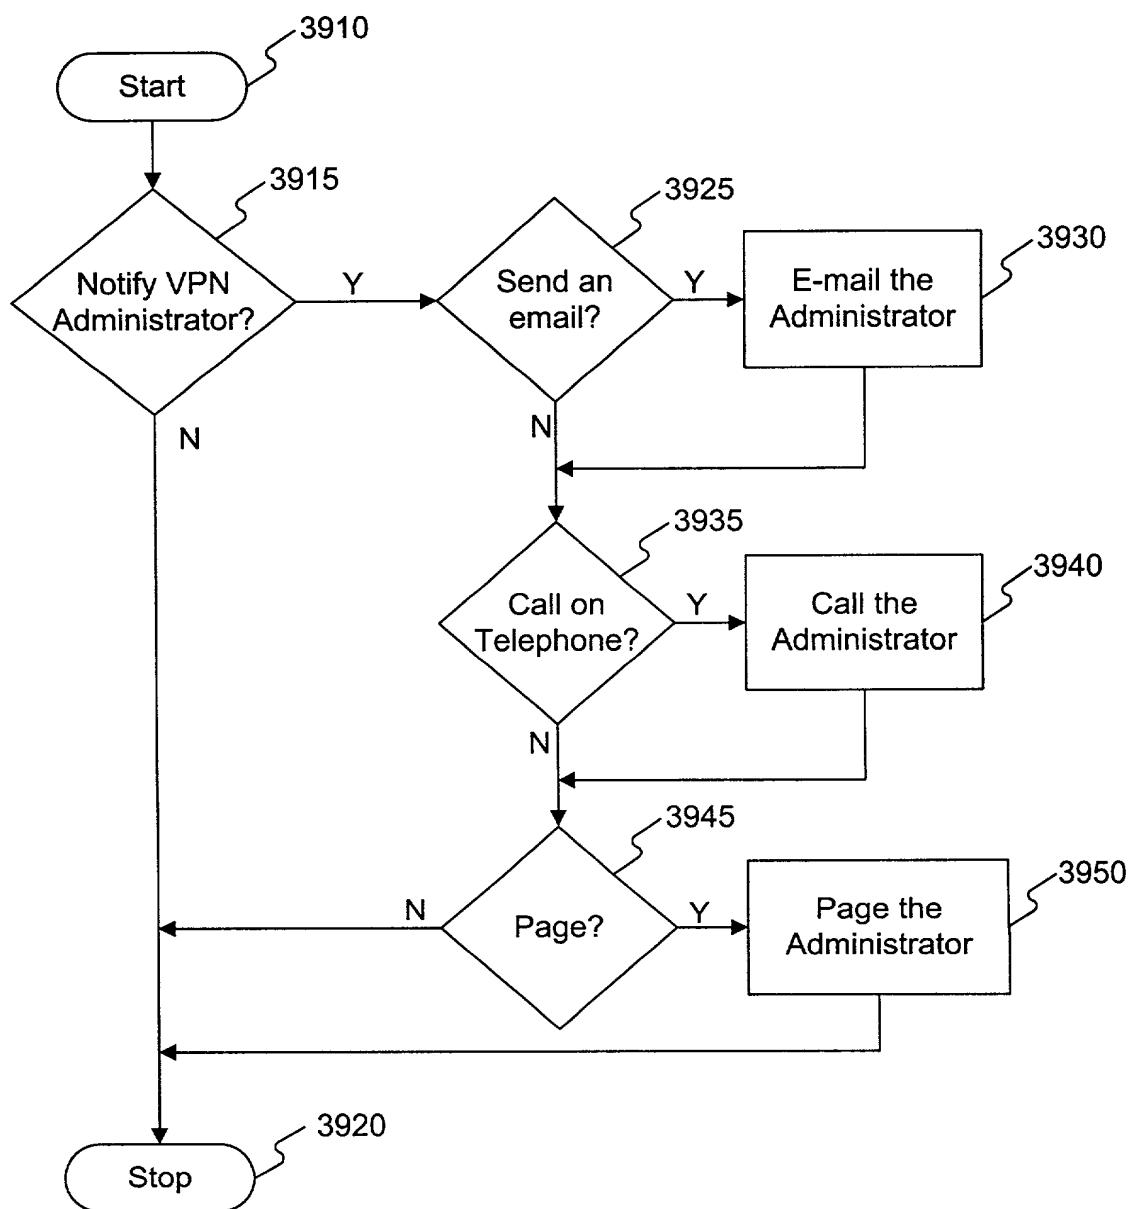 3910
Start
3915
Notify VPN
Administrator?
Y
N
3925
Send an
email?
Y
N
3930
E-mail the
Administrator
3935
Call on
Telephone?
Y
N
3940
Call the
Administrator
3945
Page?
N
Y
3950
Page the
Administrator
3920
Stop